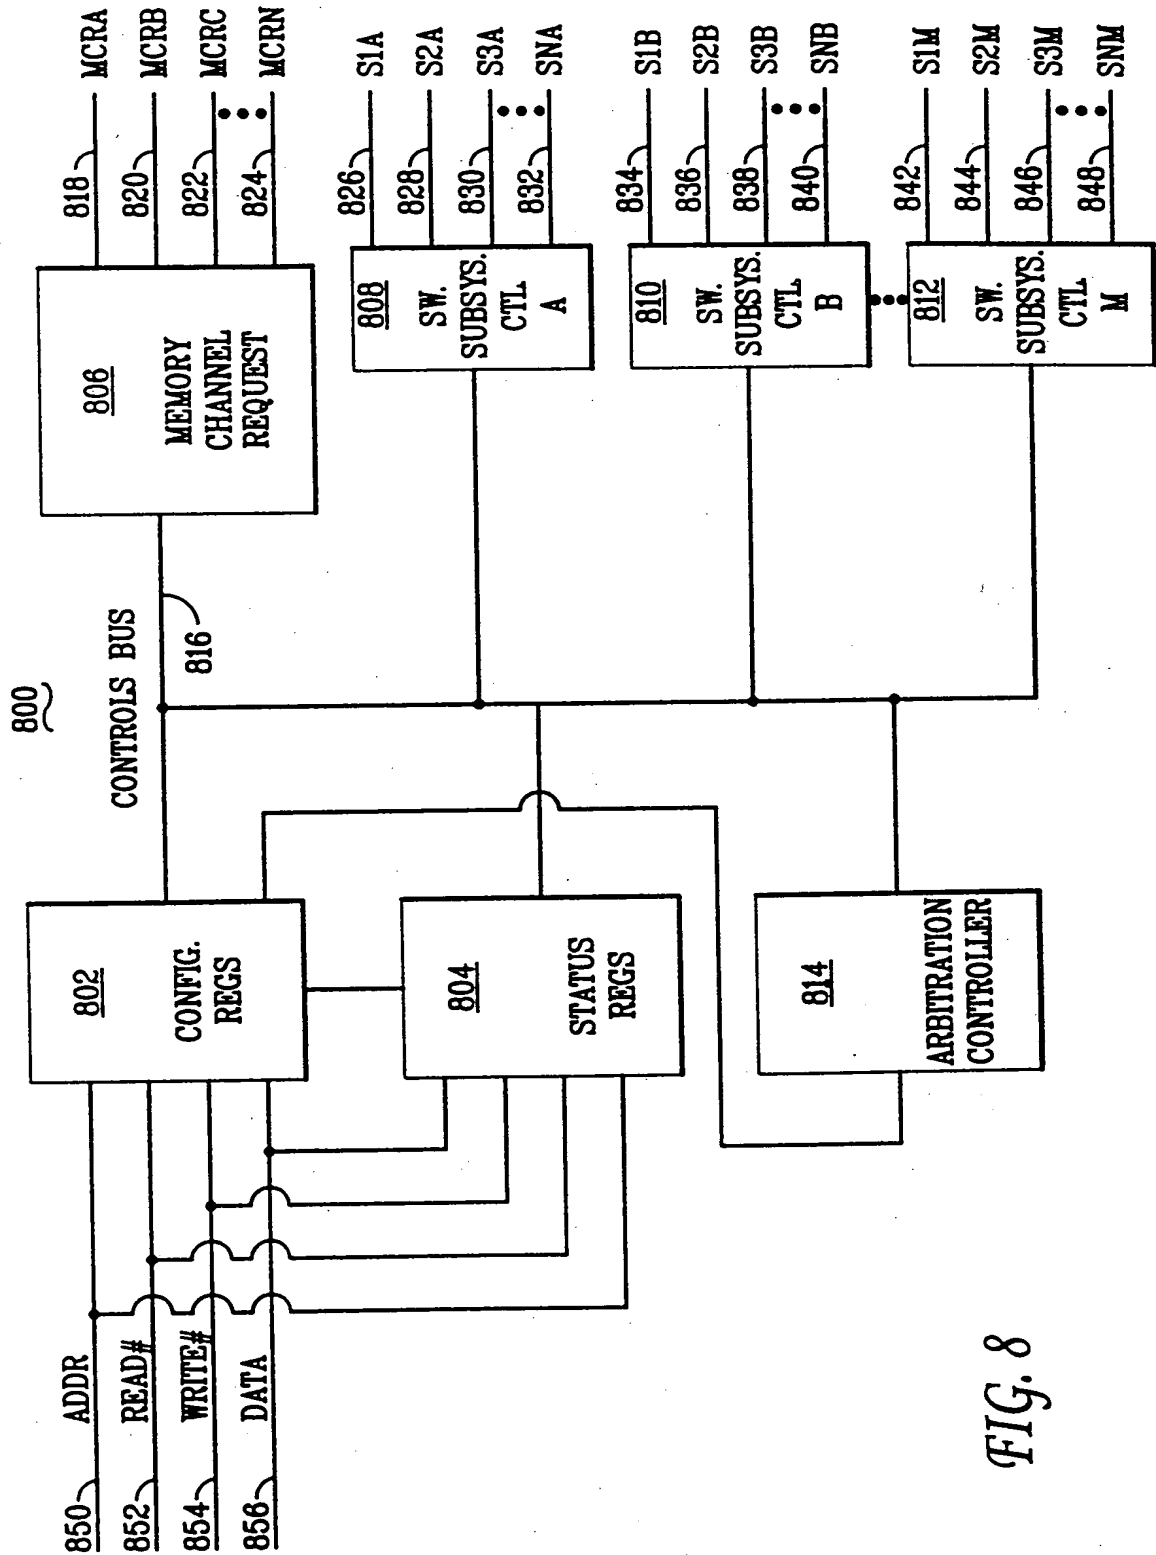 800
CONTROLS BUS
816
850
ADDR
852
READ#
854
WRITE#
856
DATA
802
CONFIG.
REGS
804
STATUS
REGS
814
ARBITRATION
CONTROLLER
806
MEMORY
CHANNEL
REQUEST
818
MCRA
820
MCRB
822
MCRC
824
MCRN
808
SW.
SUBSYS.
CTL
A
826
S1A
828
S2A
830
S3A
832
SNA
810
SW.
SUBSYS.
CTL
B
834
S1B
836
S2B
838
S3B
840
SNB
812
SW.
SUBSYS.
CTL
M
842
S1M
844
S2M
846
S3M
848
SNM
FIG. 8